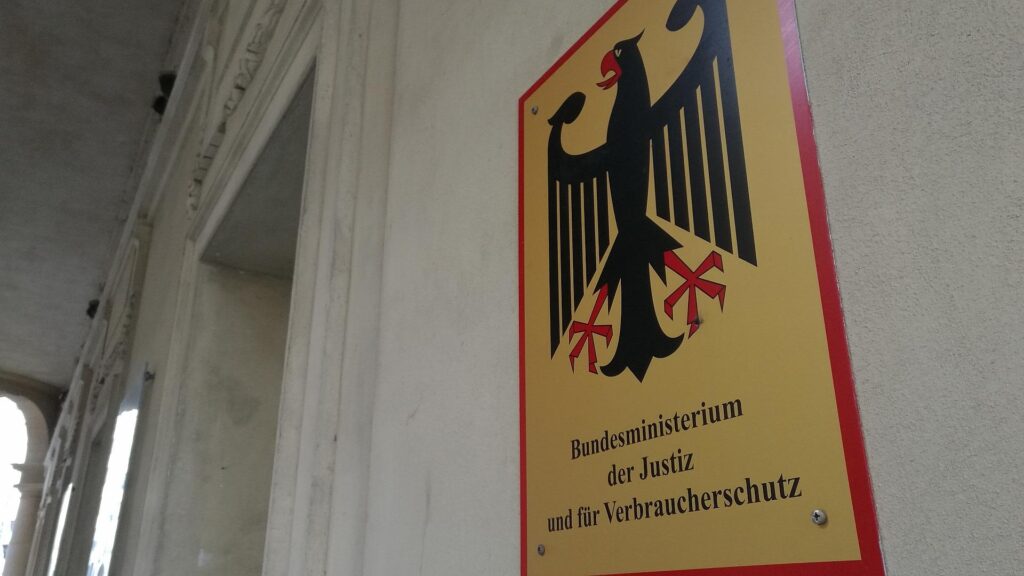 Bundesministerium
der Justiz
und für Verbraucherschutz